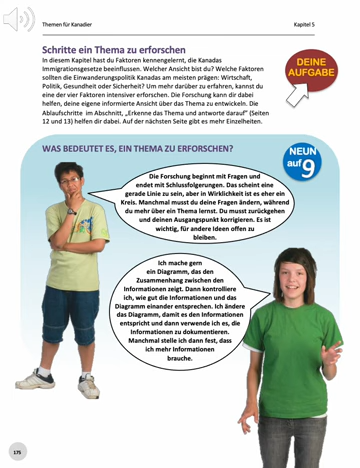 Themen für Kanadier
Kapitel 5
Schritte ein Thema zu erforschen
In diesem Kapitel hast du Faktoren kennengelernt, die Kanadas
Immigrationsgesetze beeinflussen. Welcher Ansicht bist du? Welche Faktoren
sollten die Einwanderungspolitik Kanadas am meisten prägen: Wirtschaft,
Politik, Gesundheit oder Sicherheit? Um mehr darüber zu erfahren, kannst du
eine der vier Faktoren intensiver erforschen. Die Forschung kann dir dabei
helfen, deine eigene informierte Ansicht über das Thema zu entwickeln. Die
Ablaufschritte im Abschnitt, „Erkenne das Thema und antworte darauf" (Seiten
12 und 13) helfen dir dabei. Auf der nächsten Seite gibt es mehr Einzelheiten.
DEINE
AUFGABE
WAS BEDEUTET ES, EIN THEMA ZU ERFORSCHEN?
NEUN
auf 9
Die Forschung beginnt mit Fragen und
endet mit Schlussfolgerungen. Das scheint eine
gerade Linie zu sein, aber in Wirklichkeit ist es eher ein
Kreis. Manchmal musst du deine Fragen ändern, während
du mehr über ein Thema lernst. Du musst zurückgehen
und deinen Ausgangspunkt korrigieren. Es ist
wichtig, für andere Ideen offen zu
bleiben.
Ich mache gern
ein Diagramm, das den
Zusammenhang zwischen den
Informationen zeigt. Dann kontrolliere
ich, wie gut die Informationen und das
Diagramm einander entsprechen. Ich ändere
das Diagramm, damit es den Informationen
entspricht und dann verwende ich es, die
Informationen zu dokumentieren.
Manchmal stelle ich dann fest, dass
ich mehr Informationen
brauche.
175